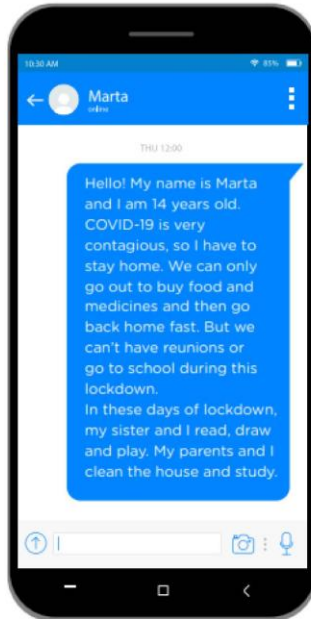 10:30 AM 85%
Marta
online
THU 12:00
Hello! My name is Marta
and I am 14 years old.
COVID-19 is very
contagious, so I have to
stay home. We can only
go out to buy food and
medicines and then go
back home fast. But we
can't have reunions or
go to school during this
lockdown.
In these days of lockdown,
my sister and I read, draw
and play. My parents and I
clean the house and study.